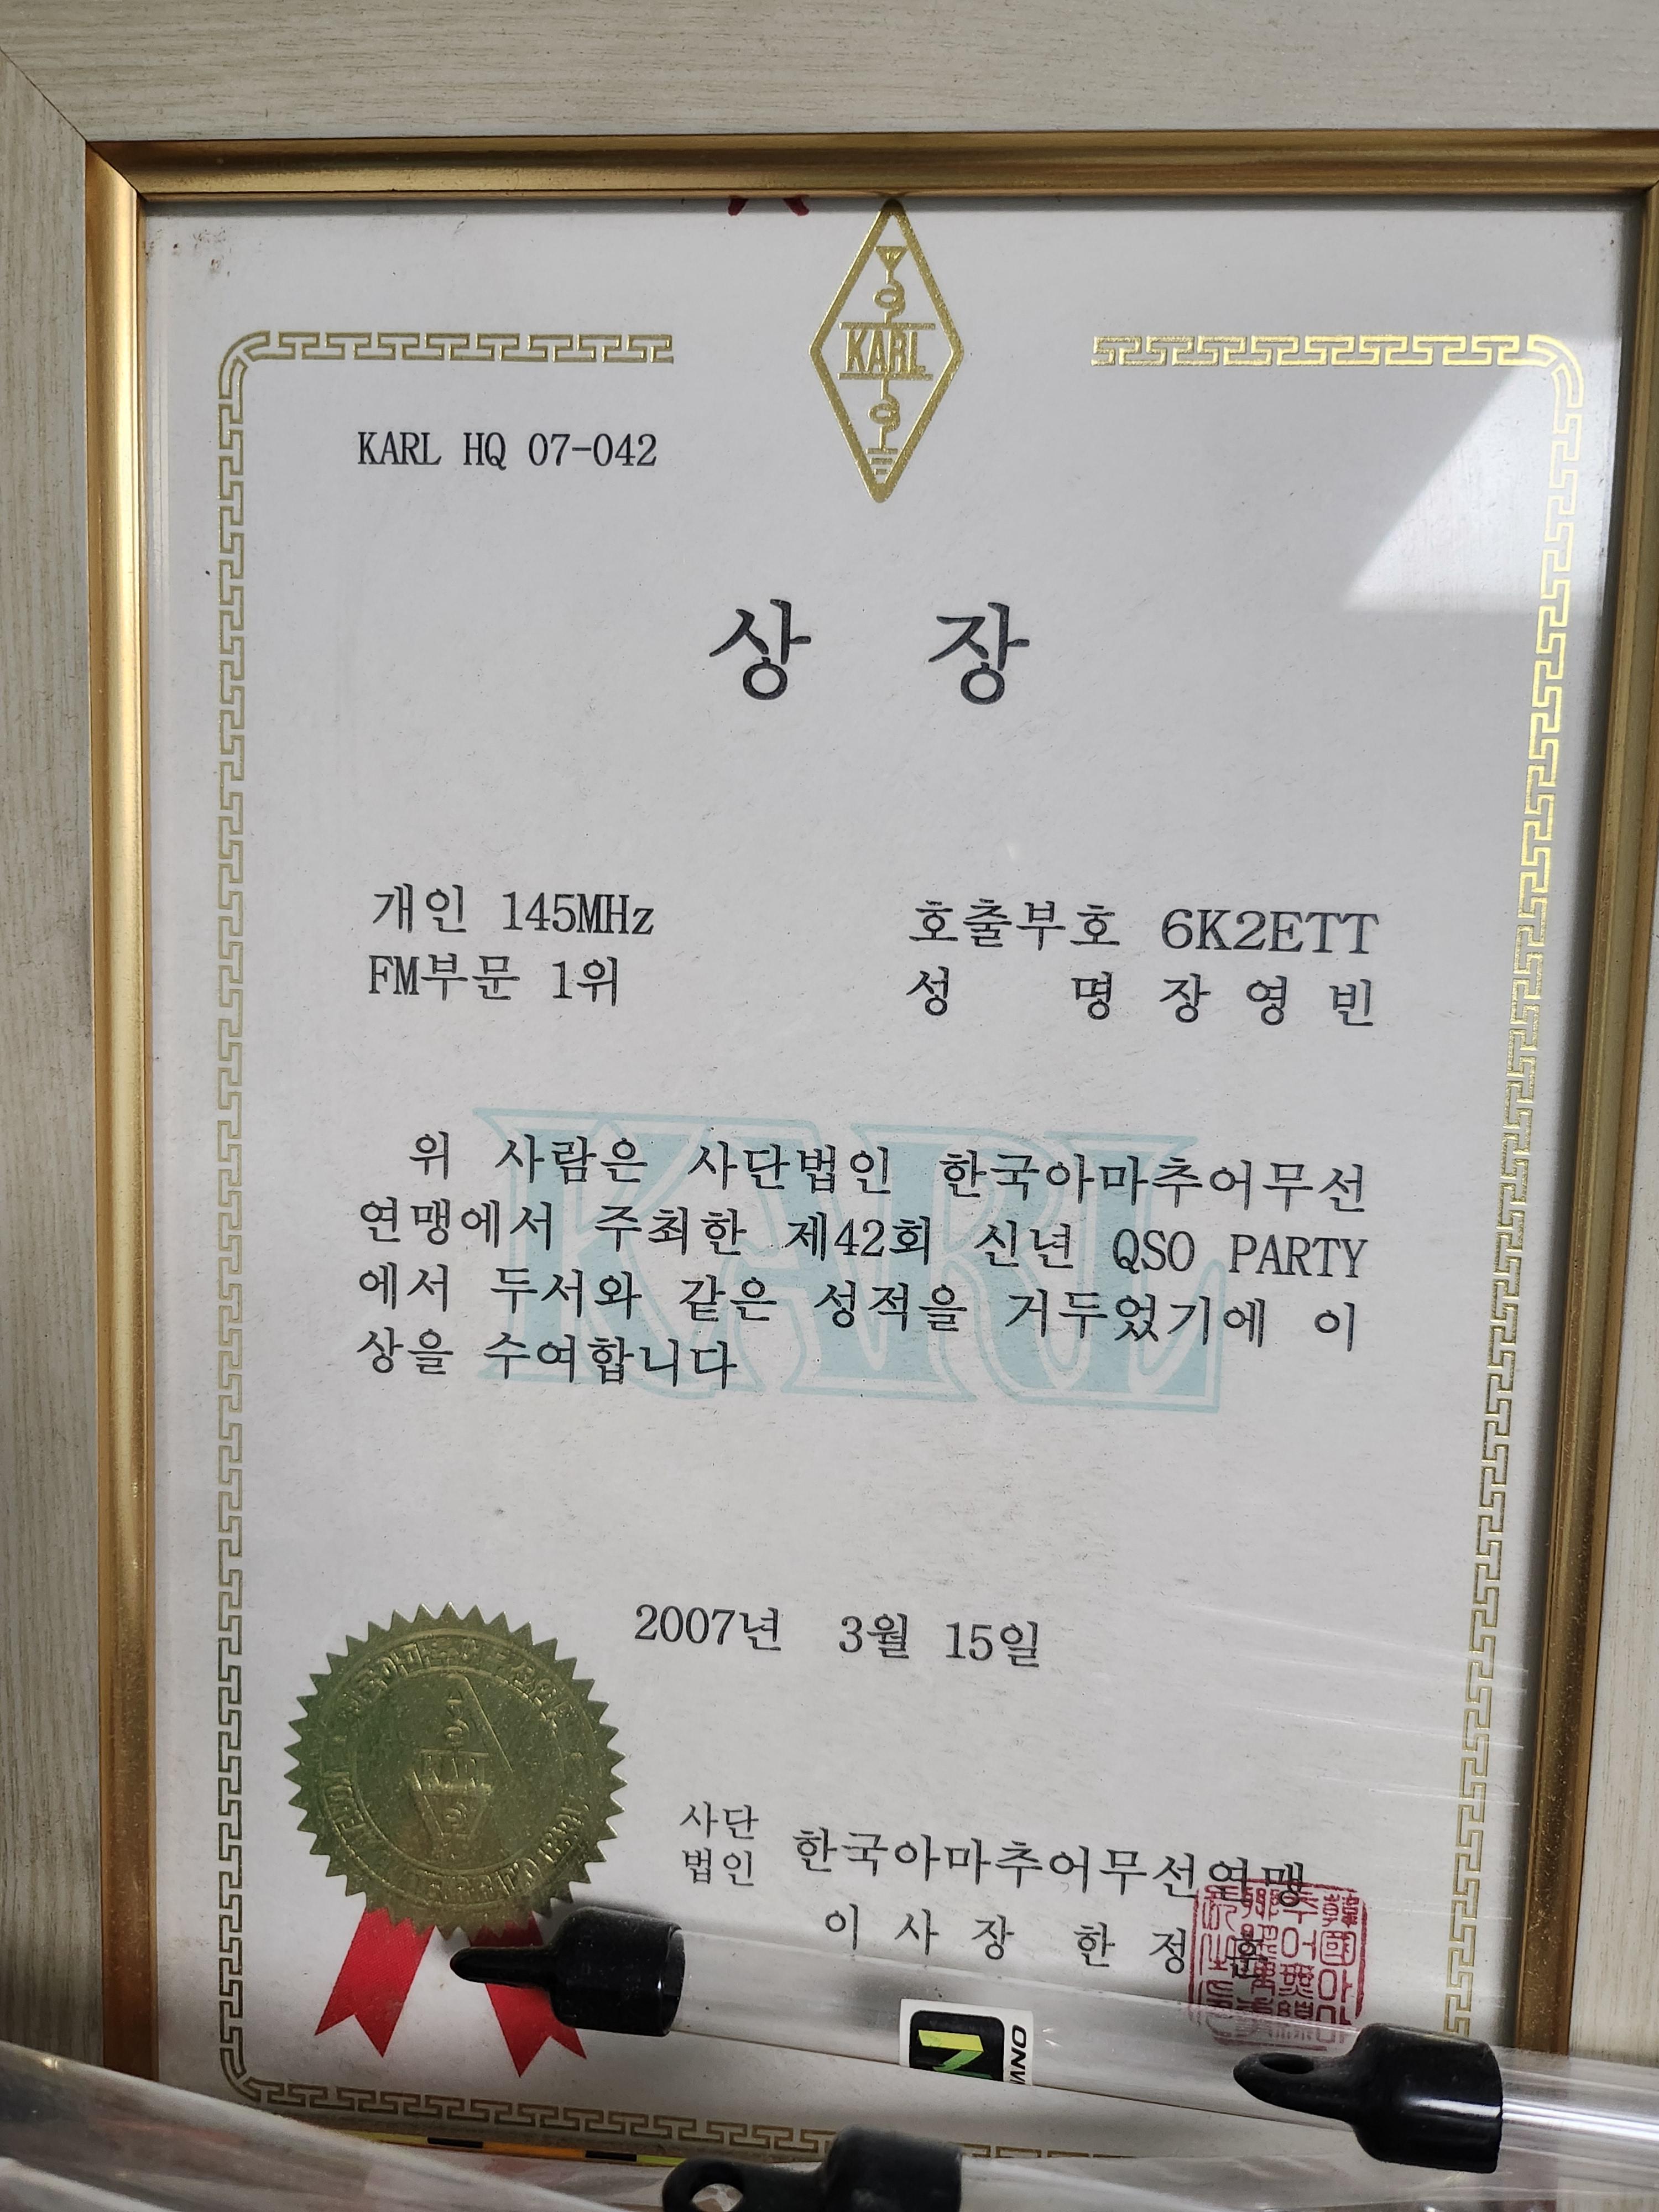 KARL
KARL HQ 07-042
상 장
개인 145MHz
FM부문 1위
호출부호 6K2ETT
성 명 장 영 빈
위 사람은 사단법인 한국아마추어무선
연맹에서 주최한 제42회 신년 QSO PARTY
에서 두서와 같은 성적을 거두었기에 이
상을 수여합니다
2007년 3월 15일
사단
법인 한국아마추어무선연맹
이 사 장 한 정 훈